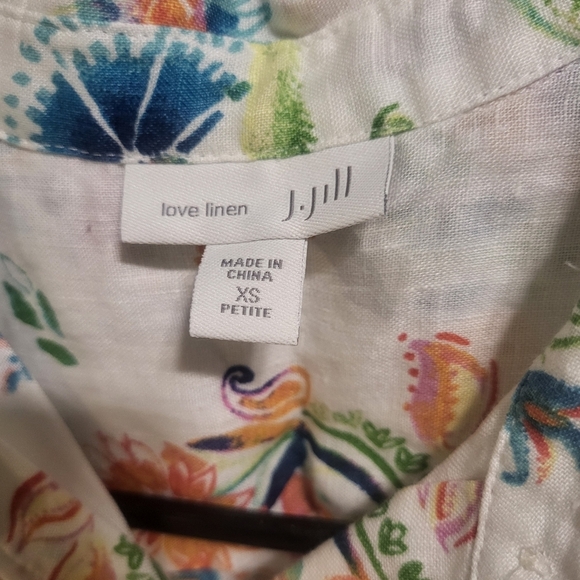 love linen J.Jill
MADE IN
CHINA
XS
PETITE